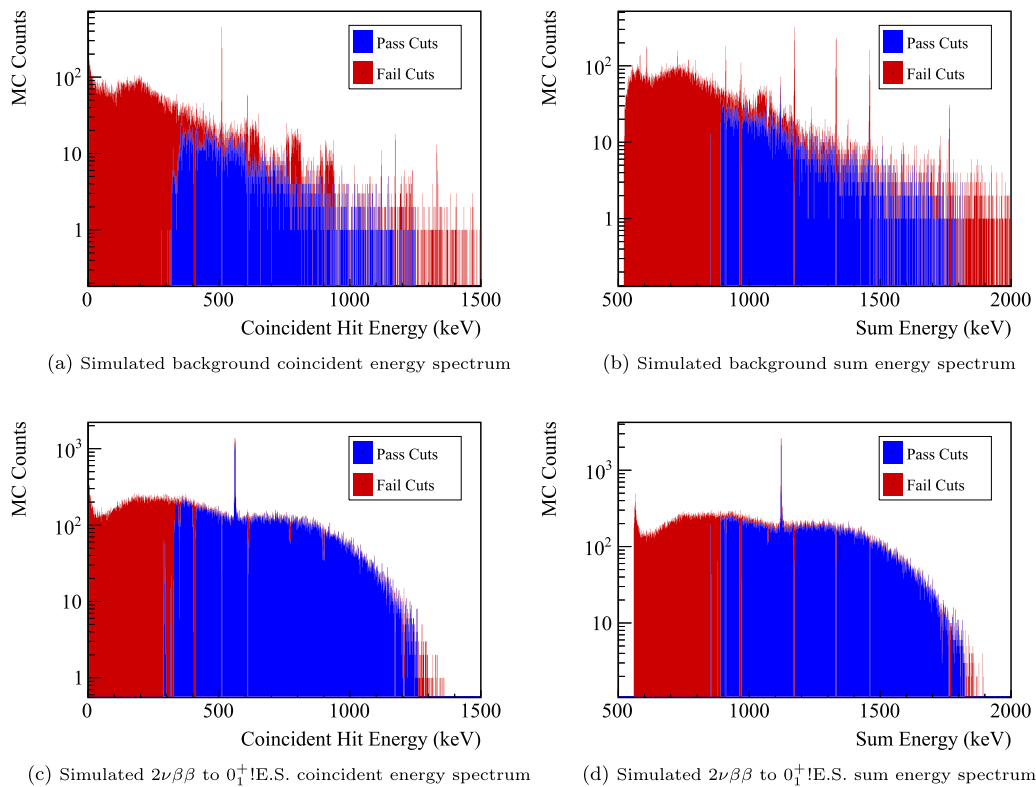 MC Counts
10²
10
1
Pass Cuts
Fail Cuts
0 500 1000 1500
Coincident Hit Energy (keV)
(a) Simulated background coincident energy spectrum
MC Counts
10²
10
1
Pass Cuts
Fail Cuts
500 1000 1500 2000
Sum Energy (keV)
(b) Simulated background sum energy spectrum
MC Counts
10³
10²
10
1
Pass Cuts
Fail Cuts
0 500 1000 1500
Coincident Hit Energy (keV)
(c) Simulated 2νββ to 0₁⁺!E.S. coincident energy spectrum
MC Counts
10³
10²
10
Pass Cuts
Fail Cuts
500 1000 1500 2000
Sum Energy (keV)
(d) Simulated 2νββ to 0₁⁺!E.S. sum energy spectrum